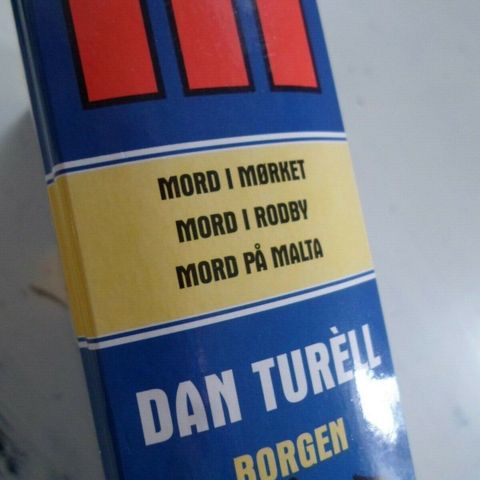 MORD I MØRKET
MORD I RODBY
MORD PÅ MALTA
DAN TURÈLL
BORGEN